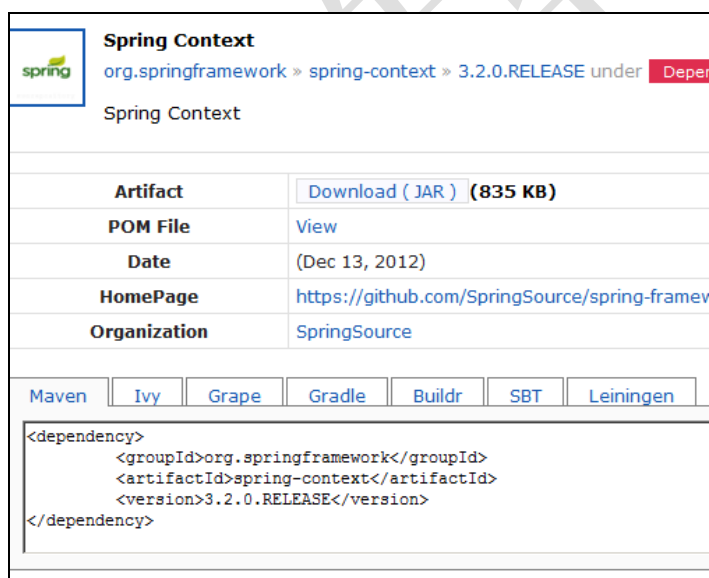 Spring Context
spring
org.springframework » spring-context » 3.2.0.RELEASE under Deper
Spring Context
Artifact Download ( JAR ) (835 KB)
POM File View
Date (Dec 13, 2012)
HomePage https://github.com/SpringSource/spring-framew
Organization SpringSource
Maven Ivy Grape Gradle Buildr SBT Leiningen
<dependency>
<groupId>org.springframework</groupId>
<artifactId>spring-context</artifactId>
<version>3.2.0.RELEASE</version>
</dependency>